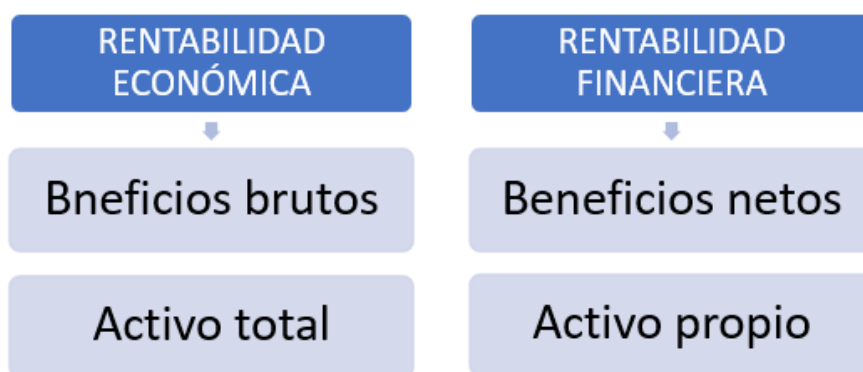 RENTABILIDAD
ECONÓMICA
Bneficios brutos
Activo total
RENTABILIDAD
FINANCIERA
Beneficios netos
Activo propio